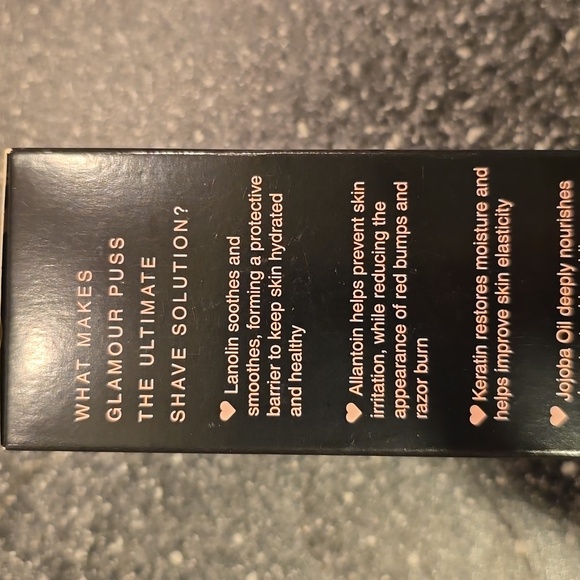 WHAT MAKES
GLAMOUR PUSS
THE ULTIMATE
SHAVE SOLUTION?
Lanolin soothes and
smoothes, forming a protective
barrier to keep skin hydrated
and healthy
Allantoin helps prevent skin
irritation, while reducing the
appearance of red bumps and
razor burn
Keratin restores moisture and
helps improve skin elasticity
Jojoba Oil deeply nourishes